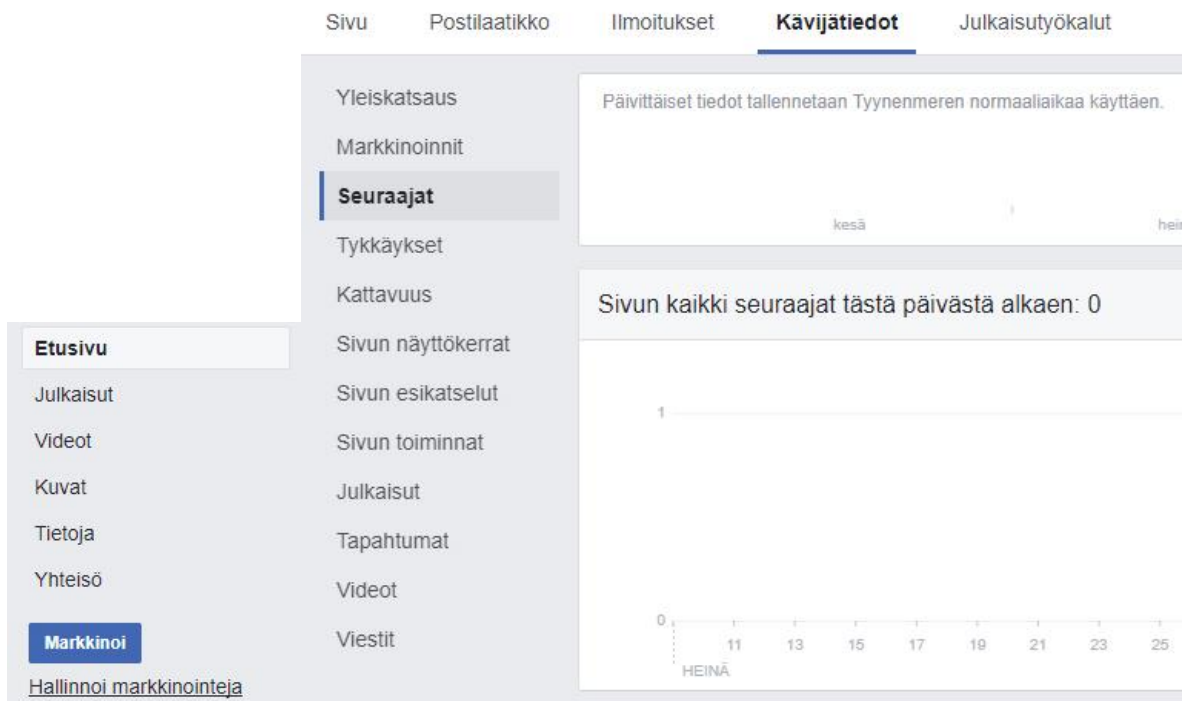 Sivu Postilaatikko Ilmoitukset Kävijätiedot Julkaisutyökalut
Yleiskatsaus
Markkinoinnit
Seuraajat
Tykkäykset
Kattavuus
Sivun näyttökerrat
Sivun esikatselut
Sivun toiminnat
Julkaisut
Tapahtumat
Videot
Viestit
Päivittäiset tiedot tallennetaan Tyynenmeren normaaliaikaa käyttäen.
kesä
Sivun kaikki seuraajat tästä päivästä alkaen: 0
1
0
11 13 15 17 19 21 23 25
HEINÄ
Etusivu
Julkaisut
Videot
Kuvat
Tietoja
Yhteisö
Markkinoi
Hallinnoi markkinointeja